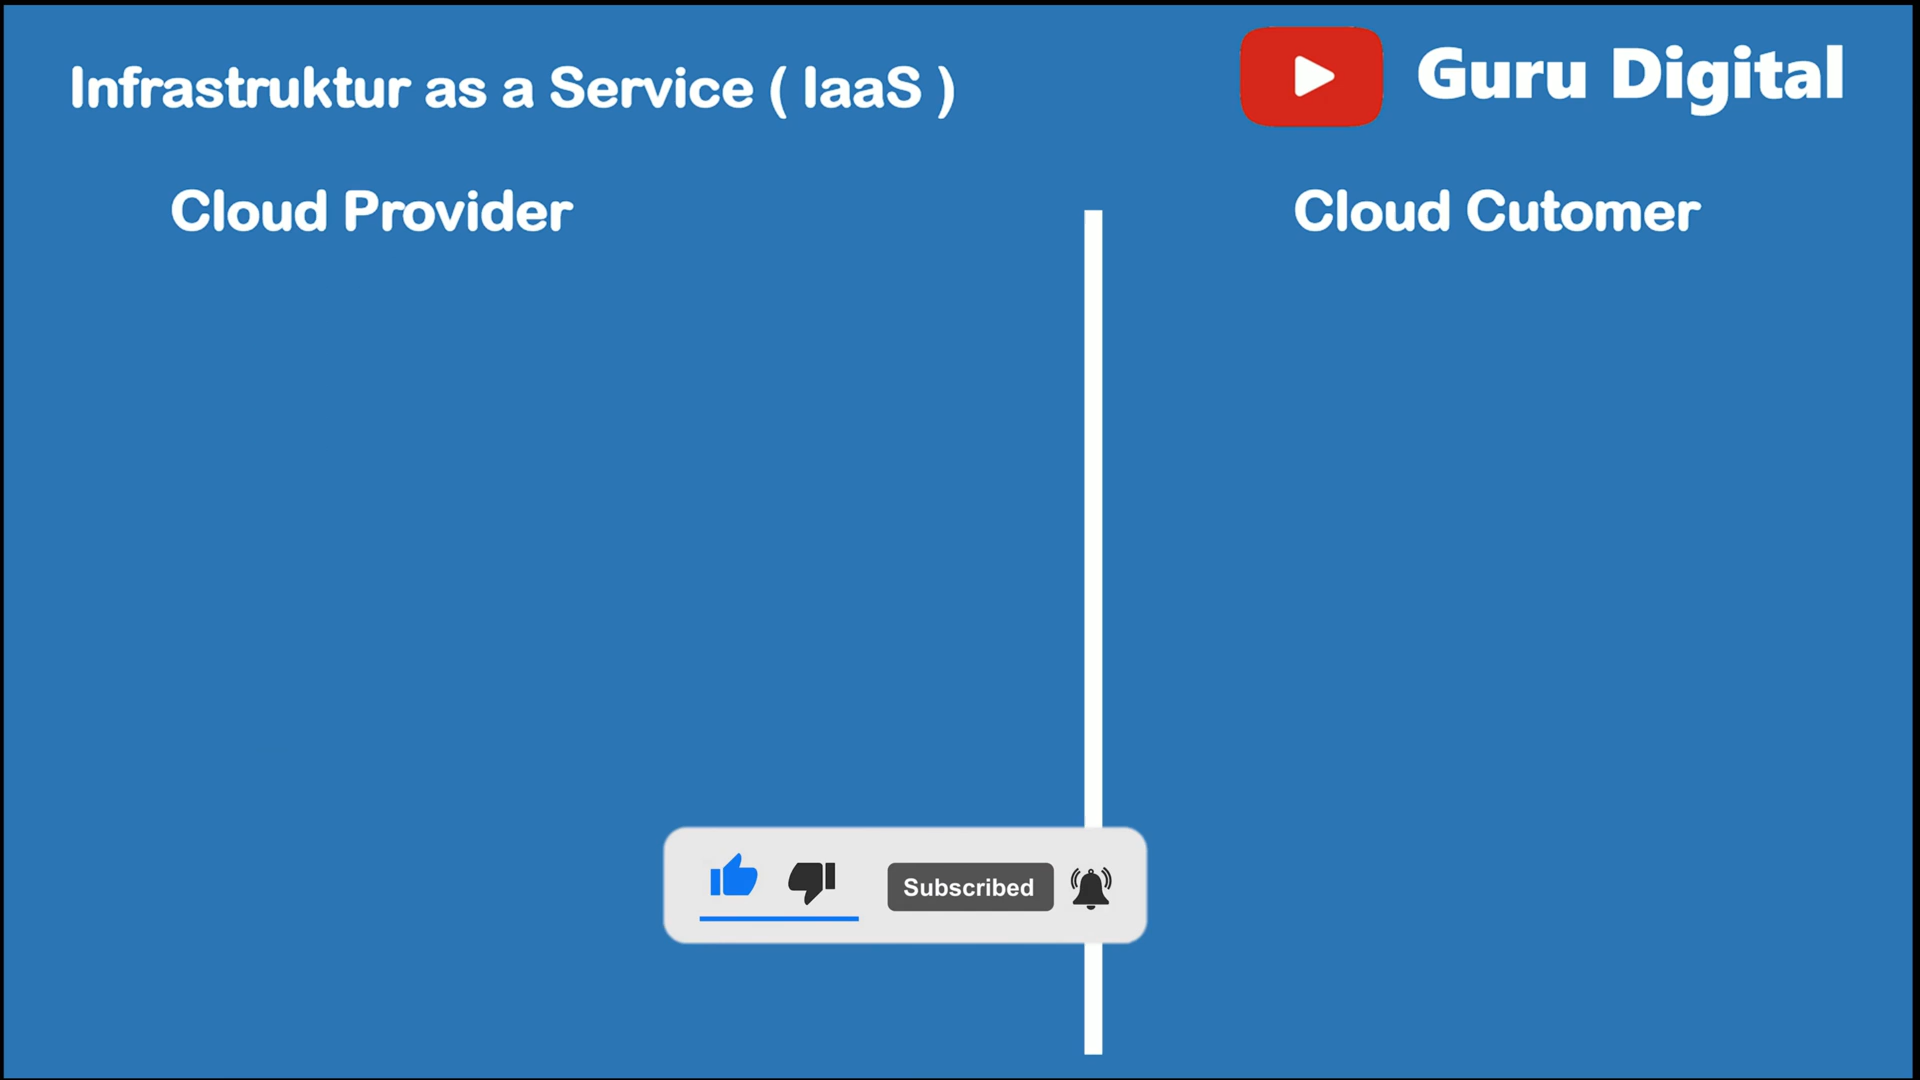 Infrastruktur as a Service ( IaaS )
Guru Digital
Cloud Provider
Cloud Cutomer
Subscribed